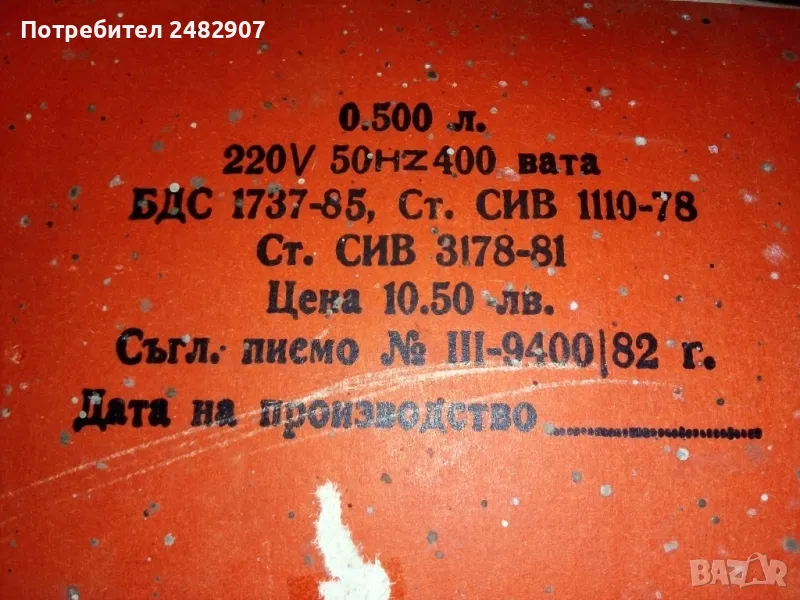 Потребител 2482907
0.500 л.
220V 50Hz 400 вата
БДС 1737-85, Ст. СИВ 1110-78
Ст. СИВ 3178-81
Цена 10.50 лв.
Съгл. писмо № III-9400/82 г.
Дата на производство
BAZAR